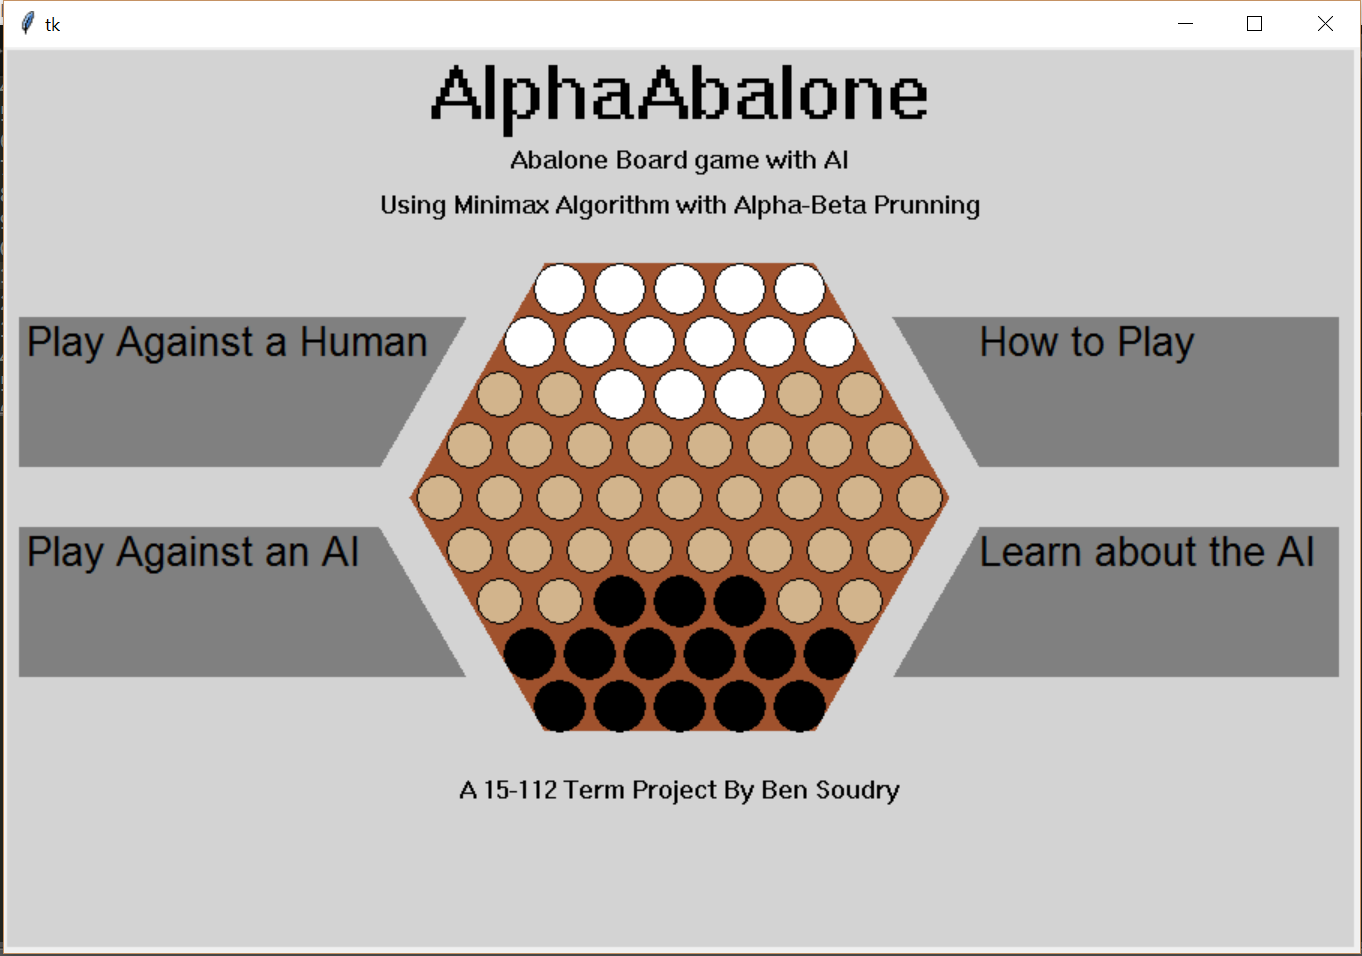 tk
AlphaAbalone
Abalone Board game with AI
Using Minimax Algorithm with Alpha-Beta Prunning
Play Against a Human
How to Play
Play Against an AI
Learn about the AI
A 15-112 Term Project By Ben Soudry